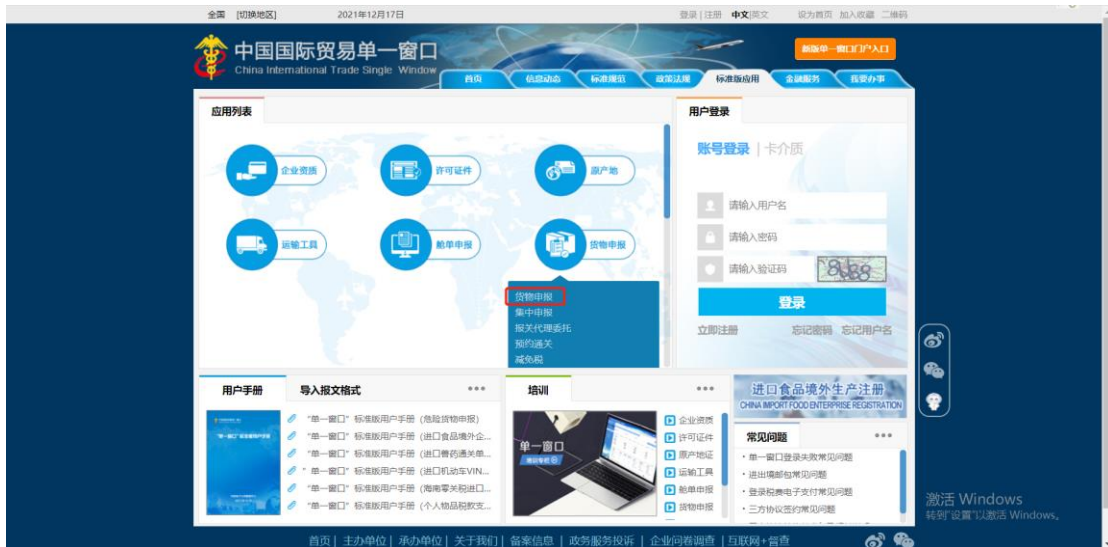 全国 [切换地区] 2021年12月17日 登录 | 注册 中文|英文 设为首页 加入收藏 二维码
中国国际贸易单一窗口
China International Trade Single Window
新版单一窗口门户入口
首页 信息动态 标准规范 政策法规 标准版应用 金融服务 我要办事
应用列表
企业资质 许可证件 原产地
运输工具 舱单申报 货物申报
货物申报
集中申报
报关代理委托
预约通关
减免税
用户登录
账号登录 | 卡介质
请输入用户名
请输入密码
请输入验证码
登录
立即注册 忘记密码 忘记用户名
用户手册 导入报文格式
“单一窗口”标准版用户手册（危险货物申报）
“单一窗口”标准版用户手册（进口食品境外企...
“单一窗口”标准版用户手册（进口兽药通关单...
“单一窗口”标准版用户手册（进口机动车VIN...
“单一窗口”标准版用户手册（海南零关税进口...
“单一窗口”标准版用户手册（个人物品税款支...
培训
单一窗口
企业资质
许可证件
原产地证
运输工具
舱单申报
货物申报
进口食品境外生产注册
CHINA IMPORT FOOD ENTERPRISE REGISTRATION
常见问题
· 单一窗口登录失败常见问题
· 进出境邮包常见问题
· 登录税费电子支付常见问题
· 三方协议签约常见问题
激活 Windows
转到"设置"以激活 Windows。
首页 | 主办单位 | 承办单位 | 关于我们 | 备案信息 | 政务服务投诉 | 企业问卷调查 | 互联网+督查